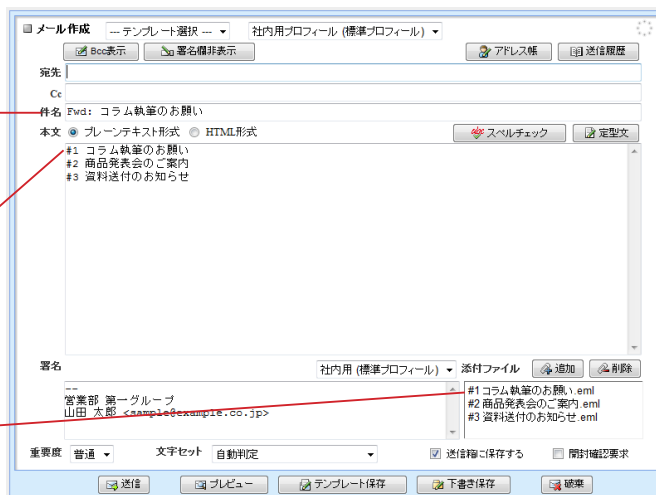 メール作成 --- テンプレート選択 --- 社内用プロフィール (標準プロフィール)
Bcc表示 署名欄非表示 アドレス帳 送信履歴
宛先
Cc
件名 Fwd: コラム執筆のお願い
本文 プレーンテキスト形式 HTML形式 スペルチェック 定型文
#1 コラム執筆のお願い
#2 商品発表会のご案内
#3 資料送付のお知らせ
署名 社内用 (標準プロフィール) 添付ファイル 追加 削除
--
営業部 第一グループ
山田 太郎 <sample@example.co.jp>
#1 コラム執筆のお願い.eml
#2 商品発表会のご案内.eml
#3 資料送付のお知らせ.eml
重要度 普通 文字セット 自動判定 送信箱に保存する 開封確認要求
送信 プレビュー テンプレート保存 下書き保存 破棄